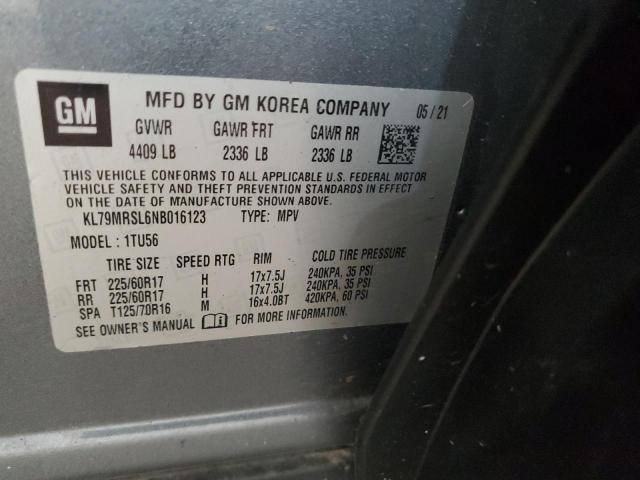 GM
MFD BY GM KOREA COMPANY 05 / 21
GVWR GAWR FRT GAWR RR
4409 LB 2336 LB 2336 LB
THIS VEHICLE CONFORMS TO ALL APPLICABLE U.S. FEDERAL MOTOR
VEHICLE SAFETY AND THEFT PREVENTION STANDARDS IN EFFECT
ON THE DATE OF MANUFACTURE SHOWN ABOVE.
KL79MRSL6NB016123 TYPE: MPV
MODEL : 1TU56
TIRE SIZE SPEED RTG RIM COLD TIRE PRESSURE
FRT 225/60R17 H 17x7.5J 240KPA, 35 PSI
RR 225/60R17 H 17x7.5J 240KPA, 35 PSI
SPA T125/70R16 M 16x4.0BT 420KPA, 60 PSI
SEE OWNER'S MANUAL FOR MORE INFORMATION.